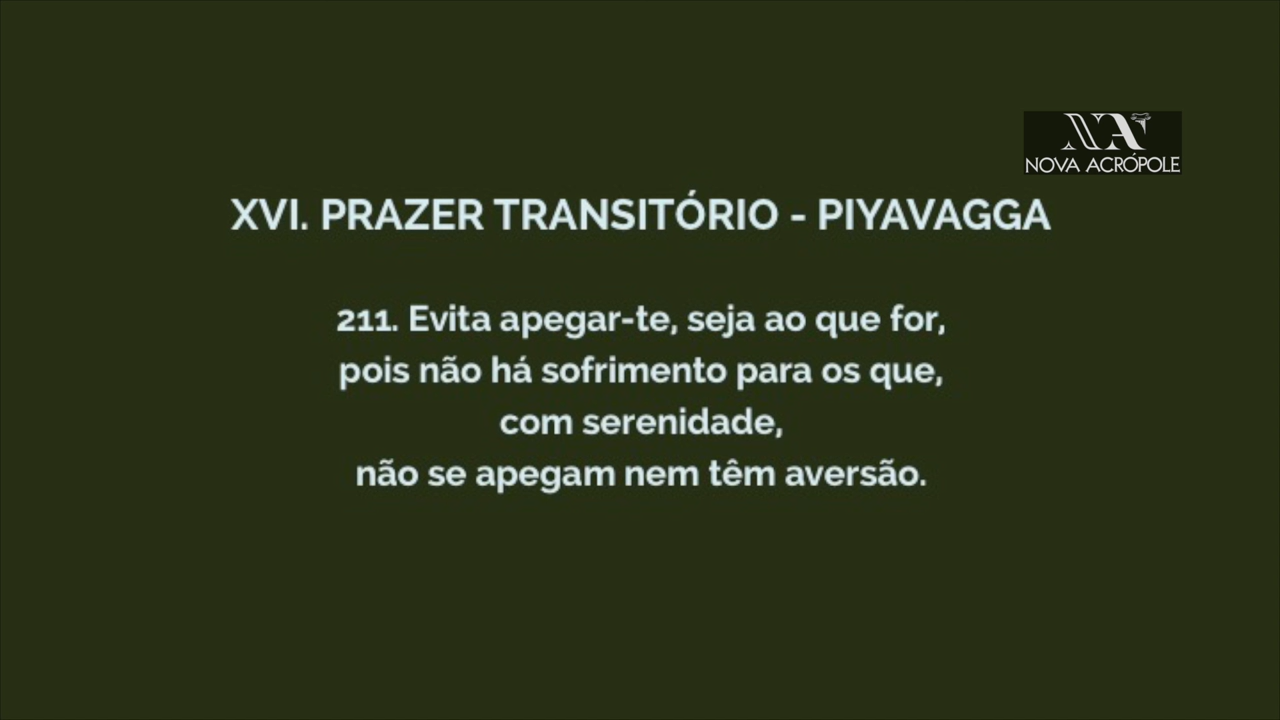 NA
NOVA ACRÓPOLE
XVI. PRAZER TRANSITÓRIO - PIYAVAGGA
211. Evita apegar-te, seja ao que for,
pois não há sofrimento para os que,
com serenidade,
não se apegam nem têm aversão.